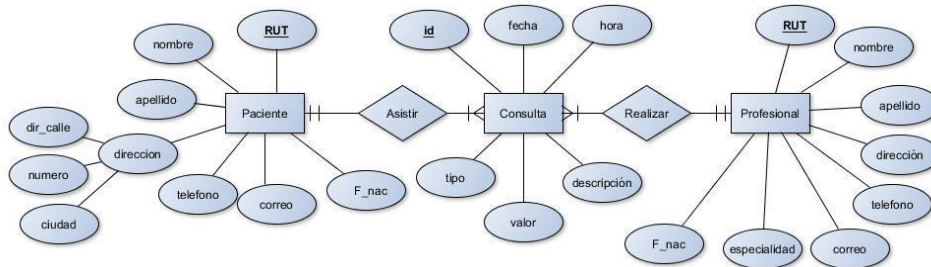 RUT
id
fecha
hora
RUT
nombre
nombre
apellido
apellido
dir_calle
Paciente
Asistir
Consulta
Realizar
Profesional
direccion
dirección
numero
tipo
descripción
telefono
correo
F_nac
telefono
ciudad
valor
F_nac
especialidad
correo